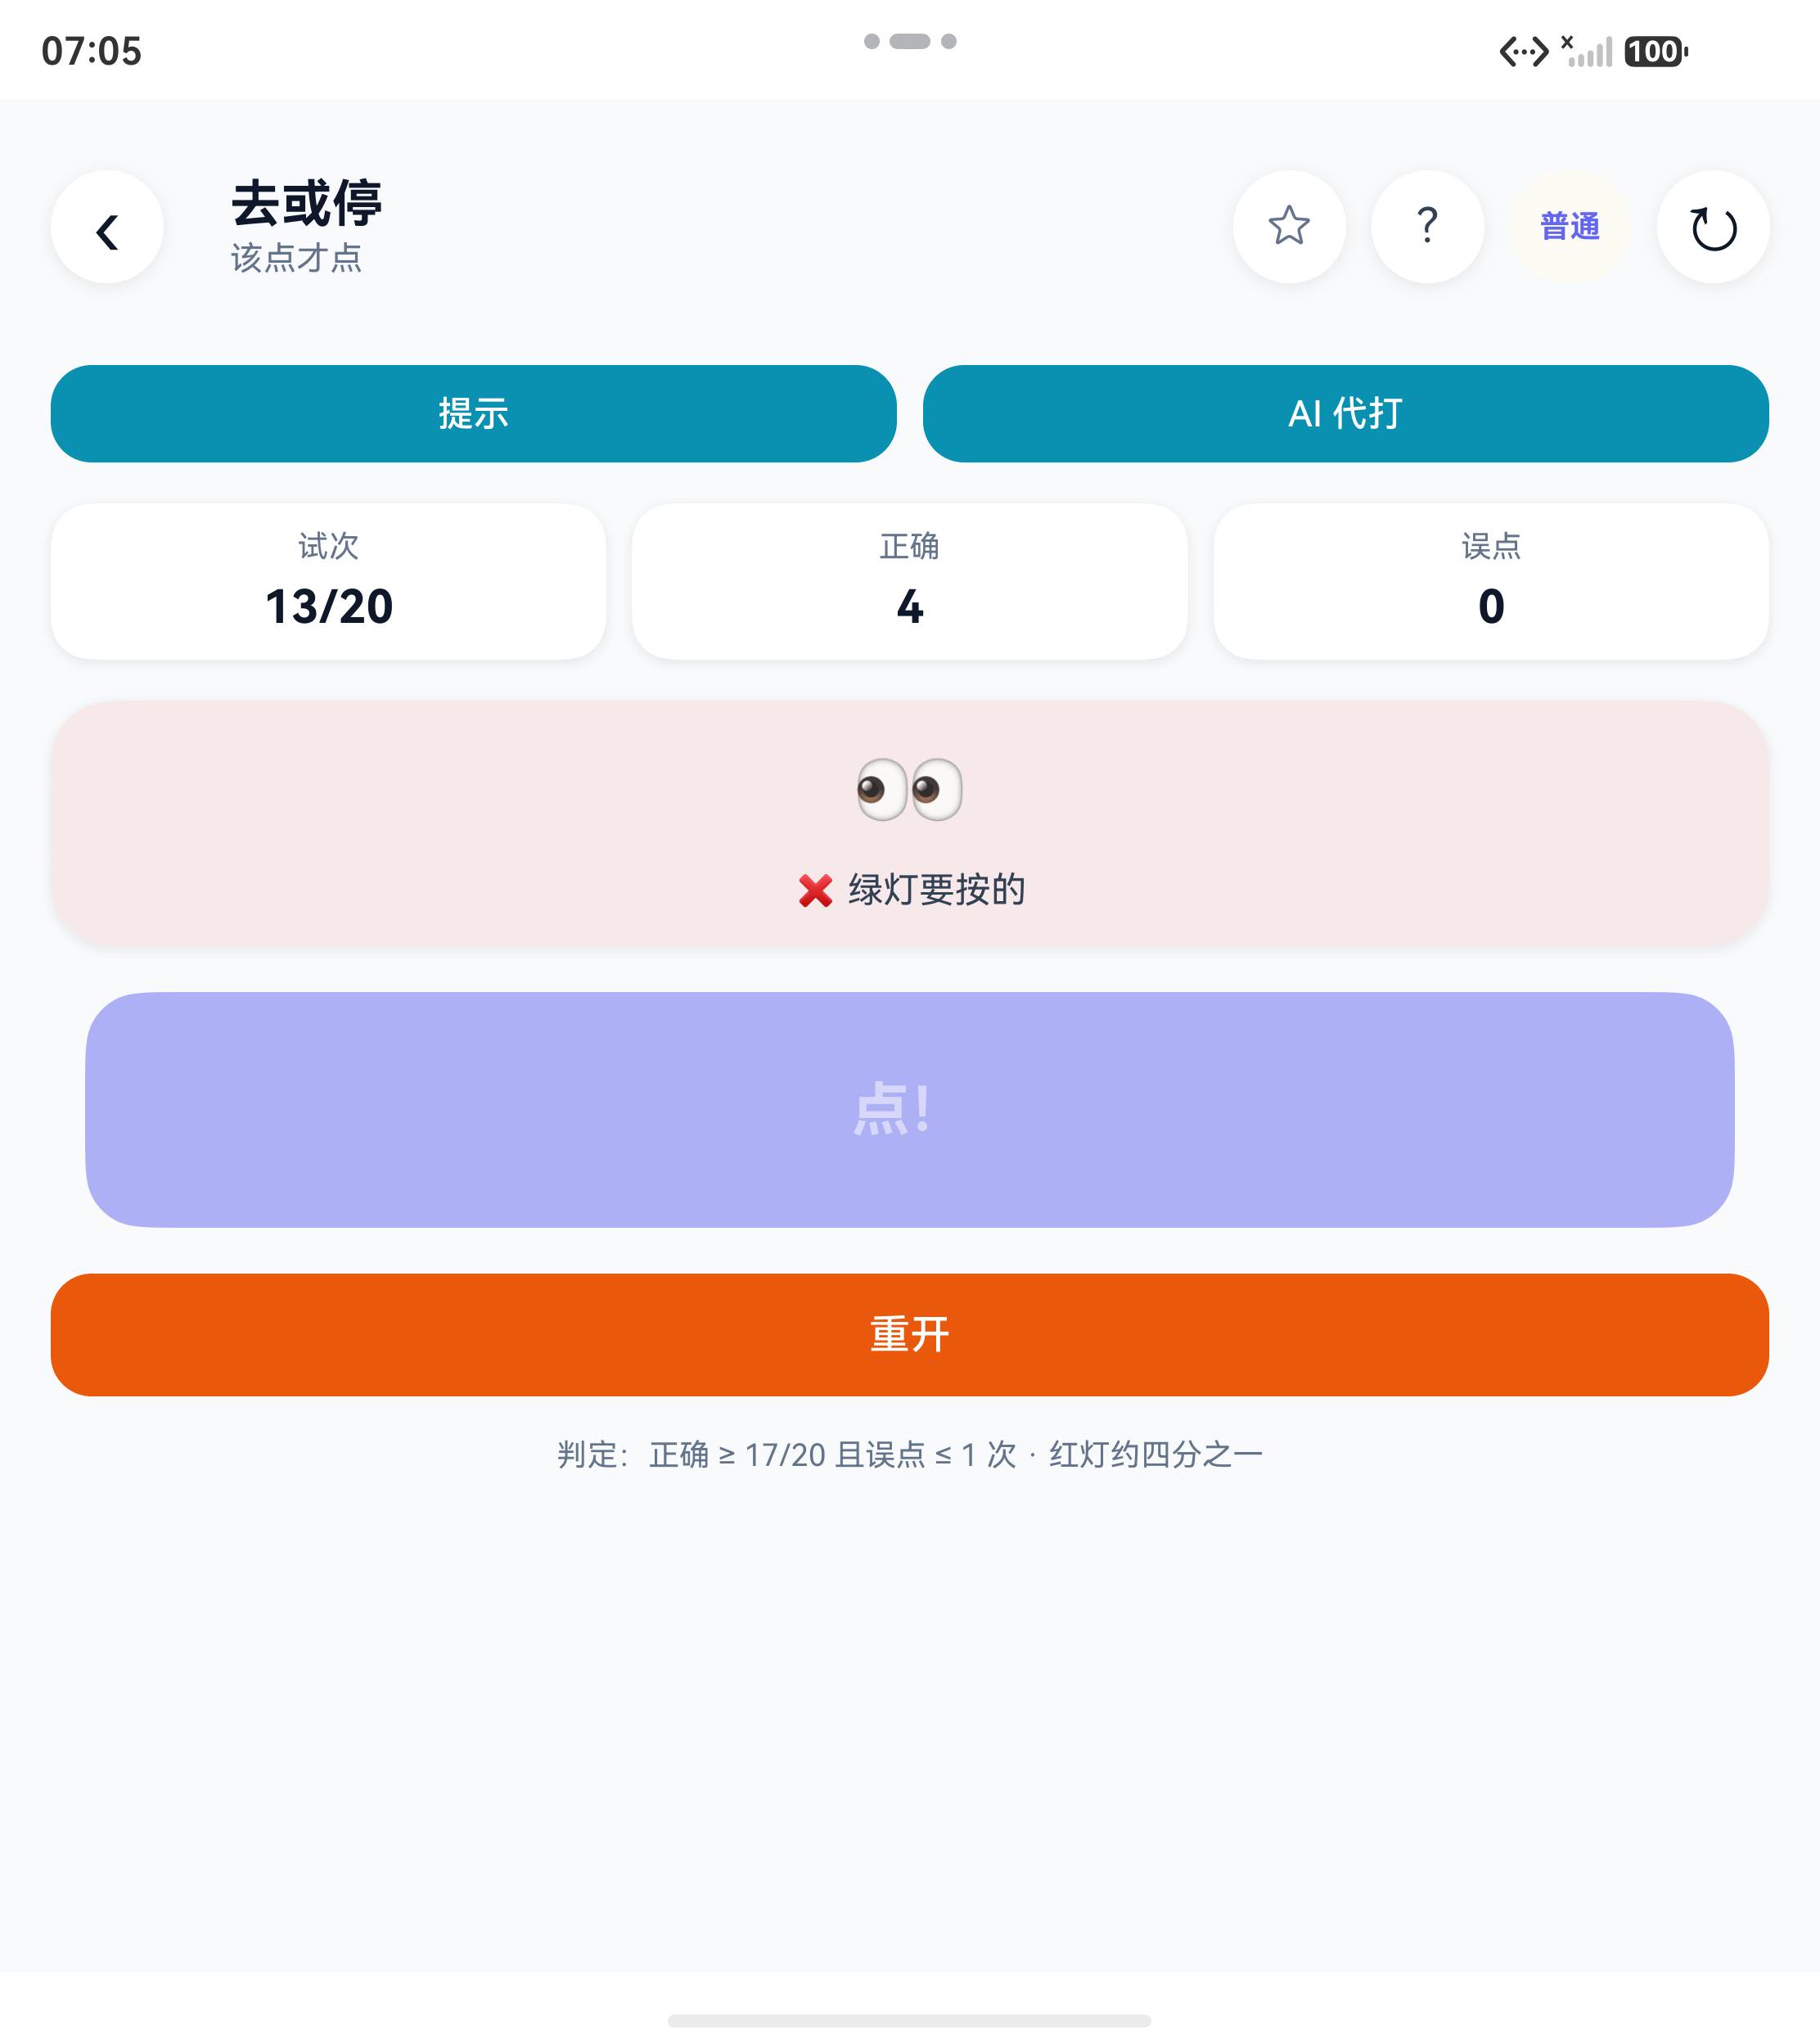 07:05
100
去或停
该点才点
?
普通
提示
AI 代打
试次
13/20
正确
4
误点
0
绿灯要按的
点!
重开
判定: 正确 ≥ 17/20 且误点 ≤ 1 次 · 红灯约四分之一